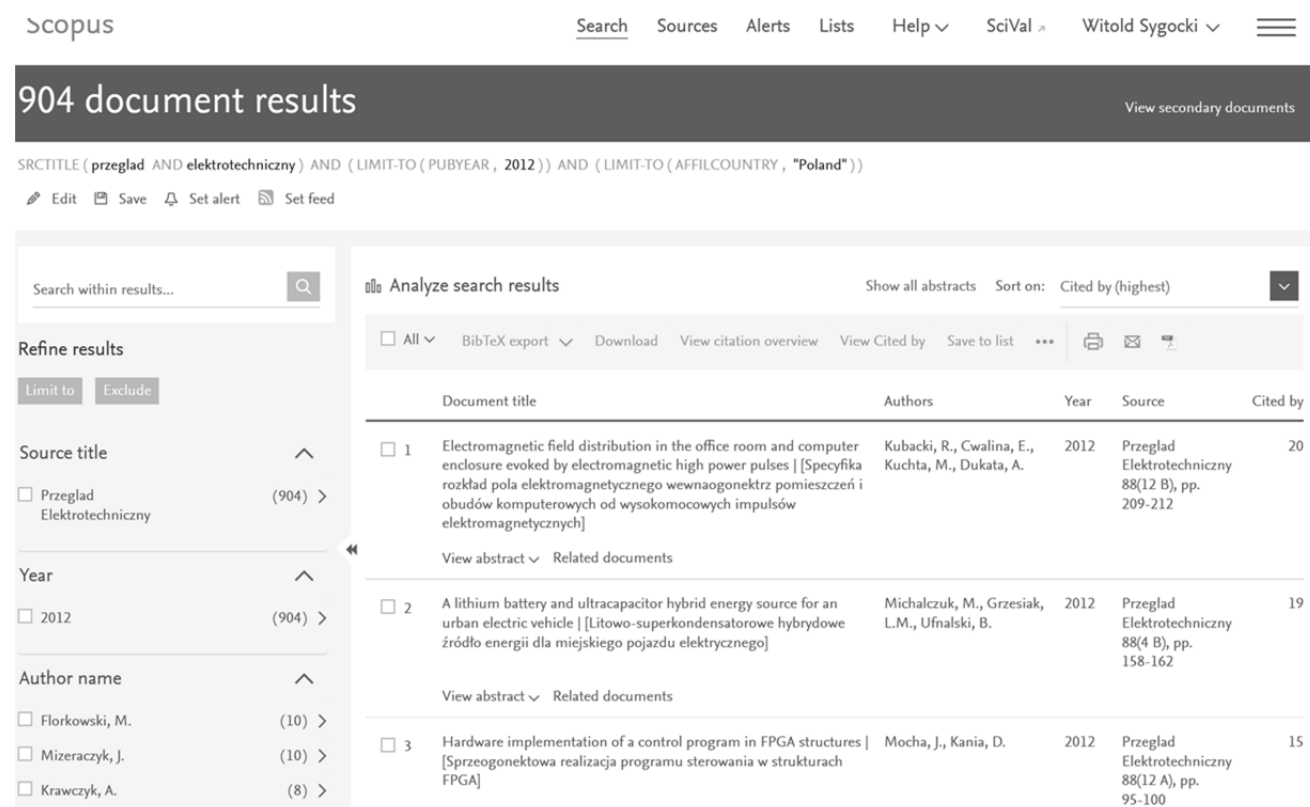 Scopus
Search Sources Alerts Lists Help SciVal Witold Sygocki
904 document results
View secondary documents
SRCTITLE ( przeglad AND elektrotechniczny ) AND ( LIMIT-TO ( PUBYEAR , 2012 ) ) AND ( LIMIT-TO ( AFFILCOUNTRY , "Poland" ) )
Edit Save Set alert Set feed
Search within results...
Refine results
Limit to Exclude
Source title
Przeglad (904)
Elektrotechniczny
Year
2012 (904)
Author name
Florkowski, M. (10)
Mizeraczyk, J. (10)
Krawczyk, A. (8)
Analyze search results
Show all abstracts Sort on: Cited by (highest)
All BibTeX export Download View citation overview View Cited by Save to list •••
Document title Authors Year Source Cited by
1 Electromagnetic field distribution in the office room and computer Kubacki, R., Cwalina, E., 2012 Przeglad 20
enclosure evoked by electromagnetic high power pulses | [Specyfika Kuchta, M., Dukata, A. Elektrotechniczny
rozkład pola elektromagnetycznego wewnaogonektrz pomieszczeń i 88(12 B), pp.
obudów komputerowych od wysokomocowych impulsów 209-212
elektromagnetycznych]
View abstract Related documents
2 A lithium battery and ultracapacitor hybrid energy source for an Michalczuk, M., Grzesiak, 2012 Przeglad 19
urban electric vehicle | [Litowo-superkondensatorowe hybrydowe L.M., Ufnalski, B. Elektrotechniczny
źródło energii dla miejskiego pojazdu elektrycznego] 88(4 B), pp.
158-162
View abstract Related documents
3 Hardware implementation of a control program in FPGA structures | Mocha, J., Kania, D. 2012 Przeglad 15
[Sprzeogonektowa realizacja programu sterowania w strukturach Elektrotechniczny
FPGA] 88(12 A), pp.
95-100